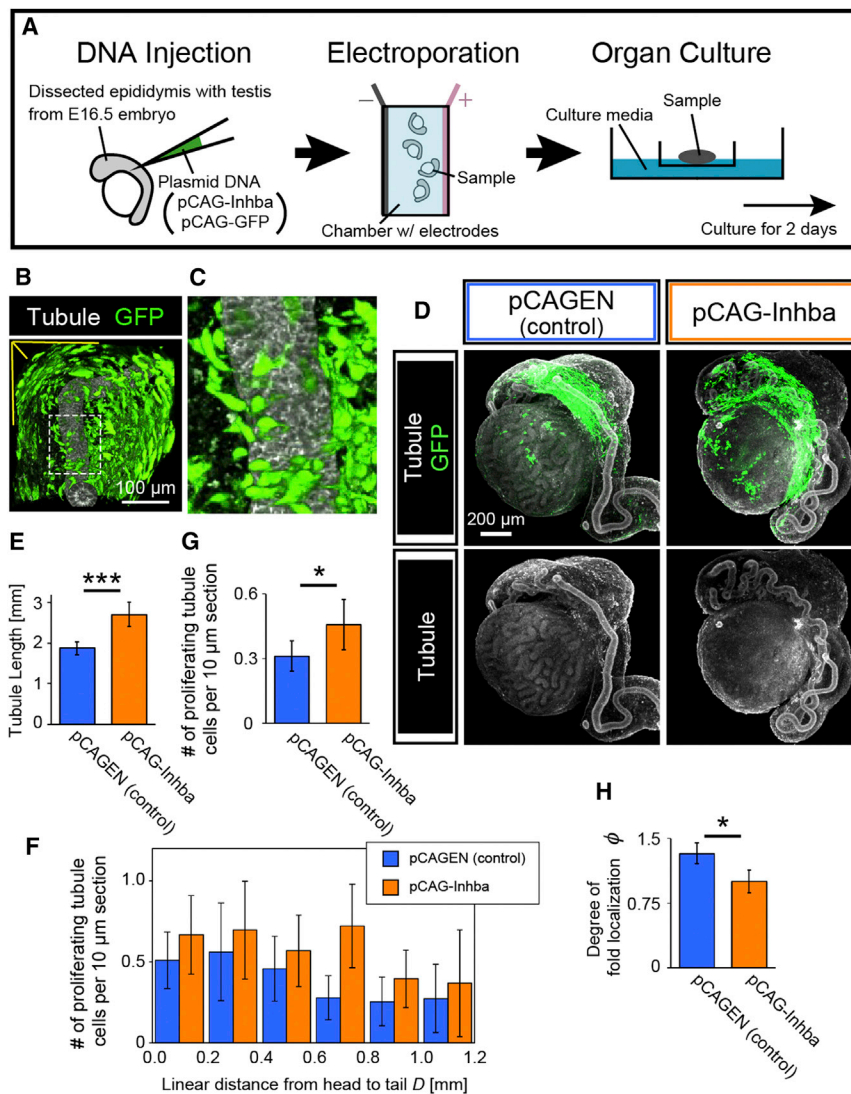 A
DNA Injection
Electroporation
Organ Culture
Dissected epididymis with testis
from E16.5 embryo
Plasmid DNA
(pCAG-Inhba
pCAG-GFP)
−
+
Sample
Chamber w/ electrodes
Culture media
Sample
Culture for 2 days
B
Tubule GFP
100 µm
C
D
pCAGEN
(control)
pCAG-Inhba
Tubule
GFP
200 µm
Tubule
E
***
Tubule Length [mm]
3
2
1
0
pCAGEN (control)
pCAG-Inhba
G
*
# of proliferating tubule
cells per 10 µm section
0.6
0.3
0
pCAGEN (control)
pCAG-Inhba
F
# of proliferating tubule
cells per 10 µm section
1.0
0.5
0
pCAGEN (control)
pCAG-Inhba
0.0 0.2 0.4 0.6 0.8 1.0 1.2
Linear distance from head to tail D [mm]
H
*
Degree of
fold localization ϕ
1.5
0.75
0
pCAGEN (control)
pCAG-Inhba